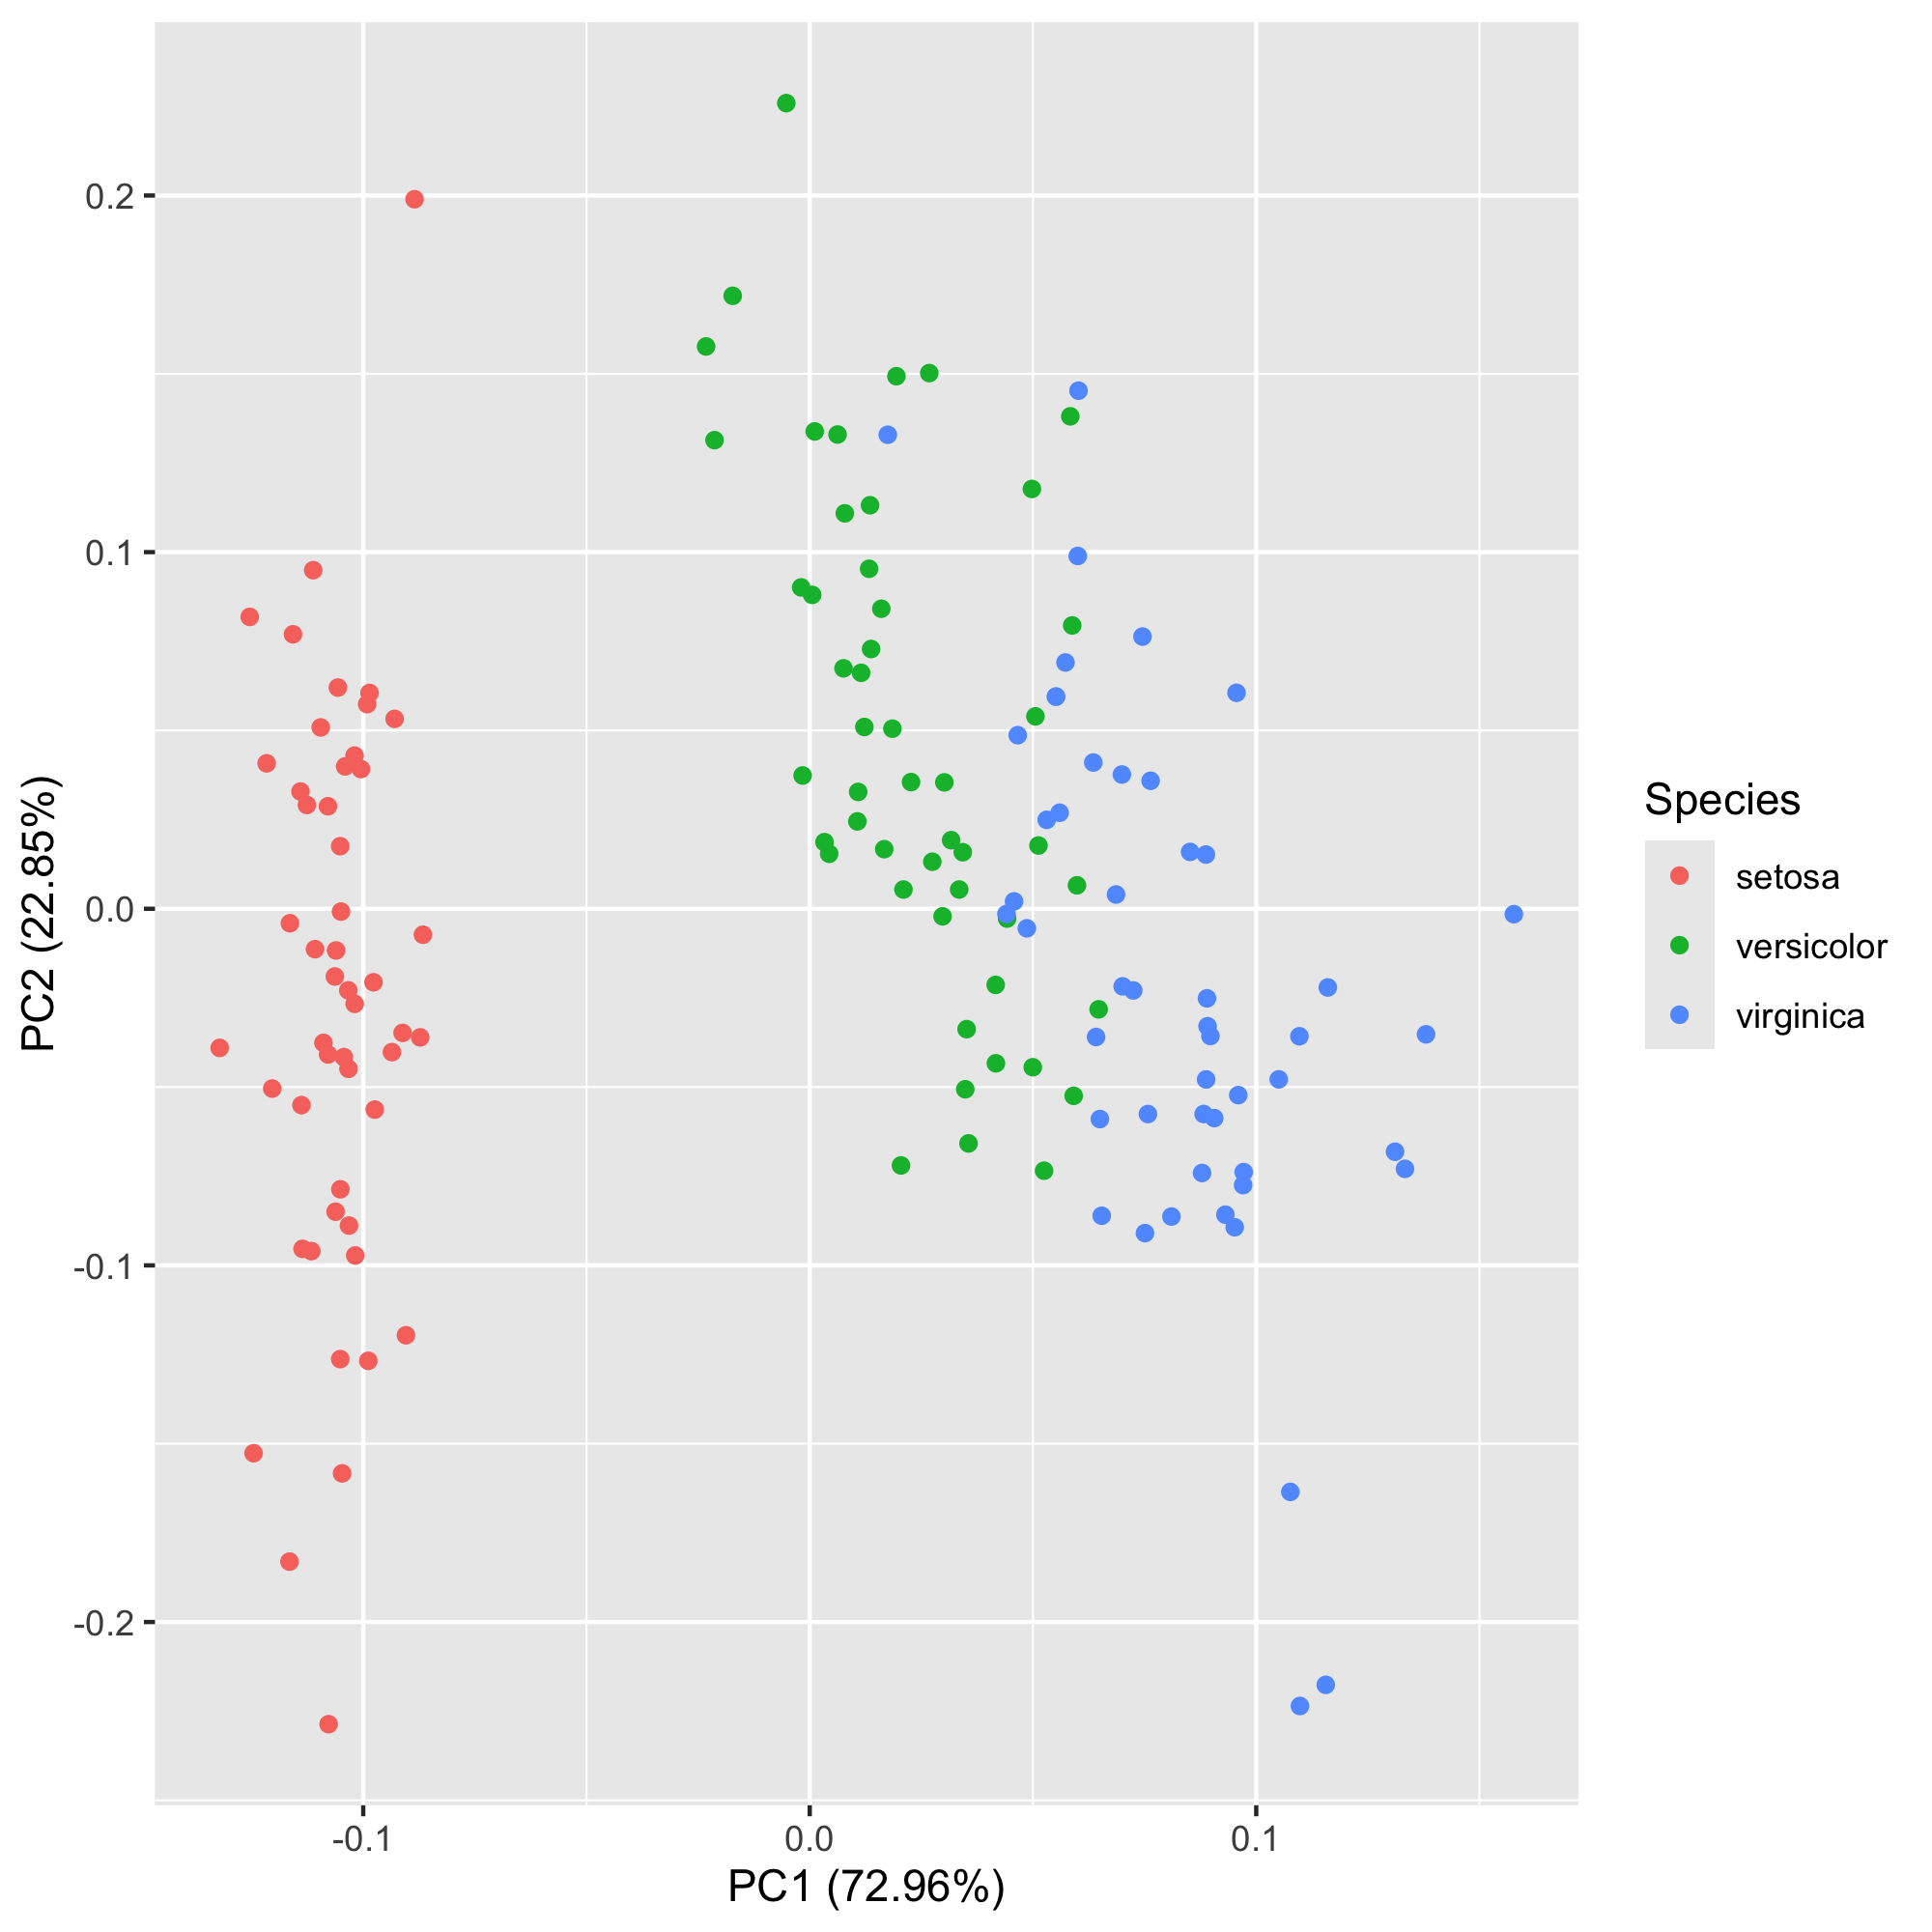 0.2
0.1
0.0
-0.1
-0.2
PC2 (22.85%)
-0.1 0.0 0.1
PC1 (72.96%)
Species
setosa
versicolor
virginica